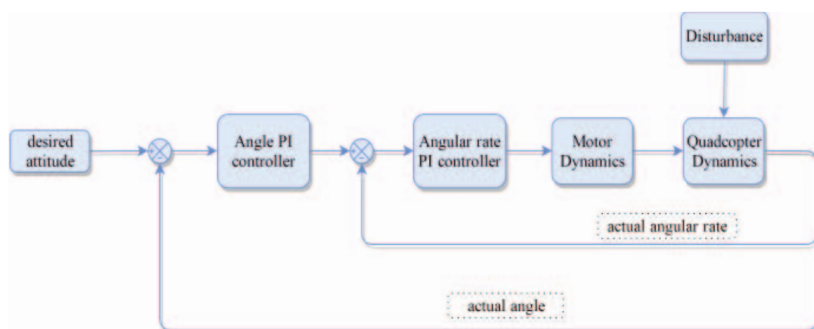 Disturbance
desired
attitude
Angle PI
controller
Angular rate
PI controller
Motor
Dynamics
Quadcopter
Dynamics
actual angular rate
actual angle